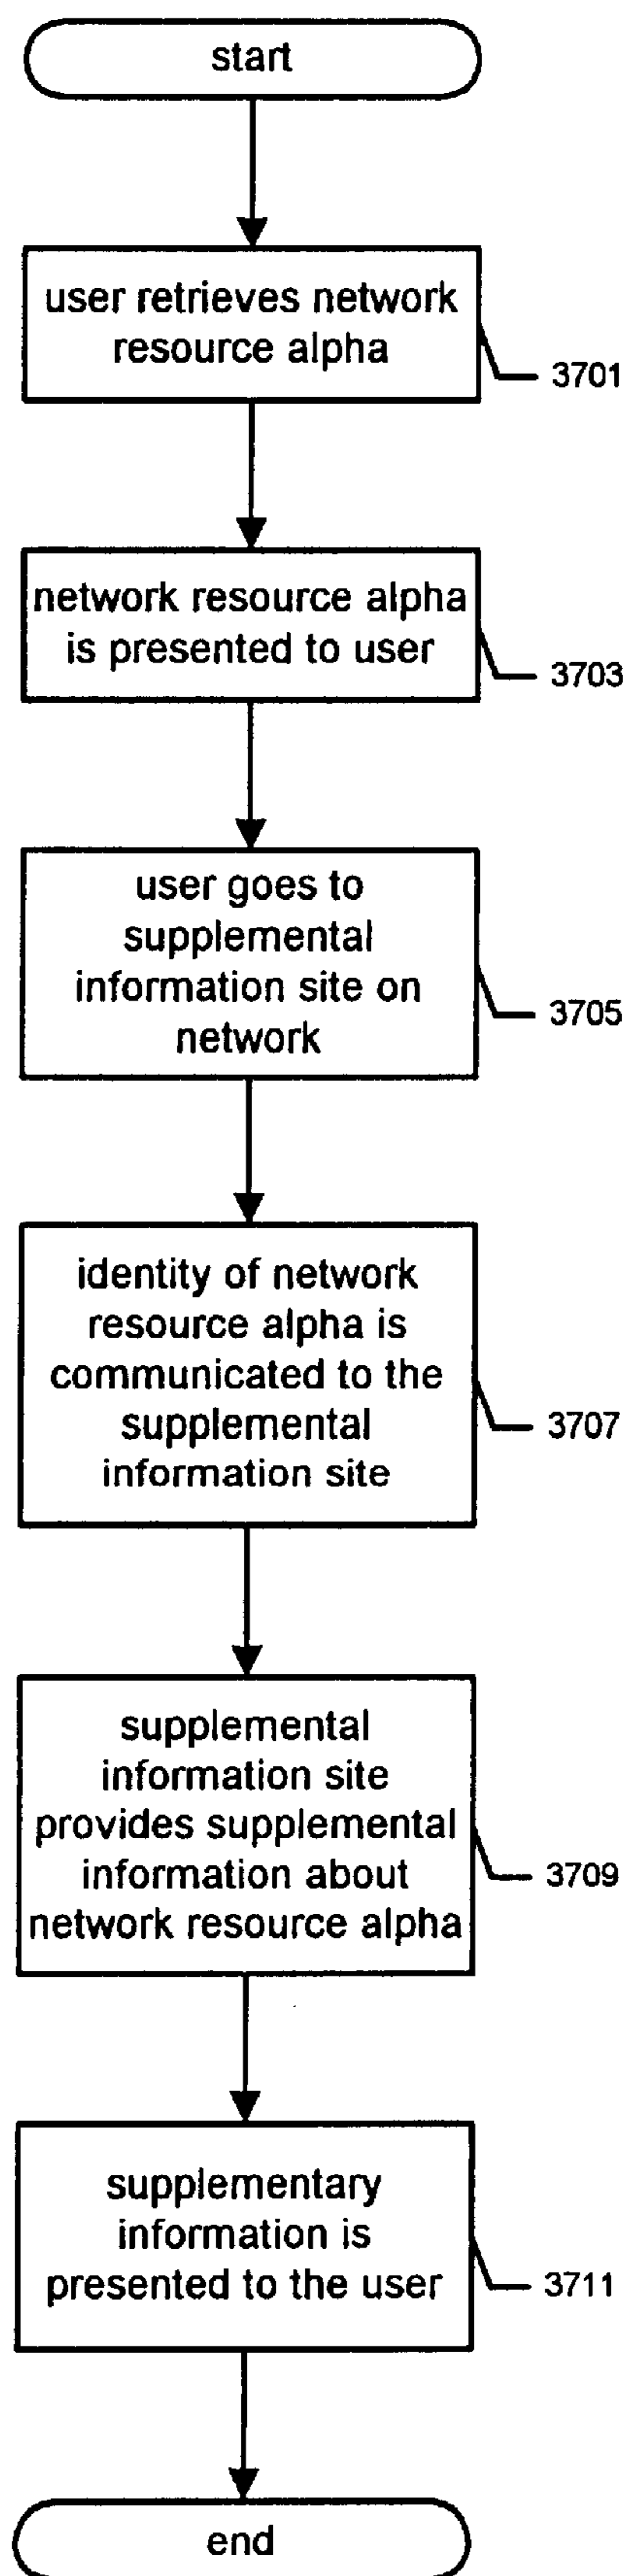 start
user retrieves network
resource alpha
3701
network resource alpha
is presented to user
3703
user goes to
supplemental
information site on
network
3705
identity of network
resource alpha is
communicated to the
supplemental
information site
3707
supplemental
information site
provides supplemental
information about
network resource alpha
3709
supplementary
information is
presented to the user
3711
end